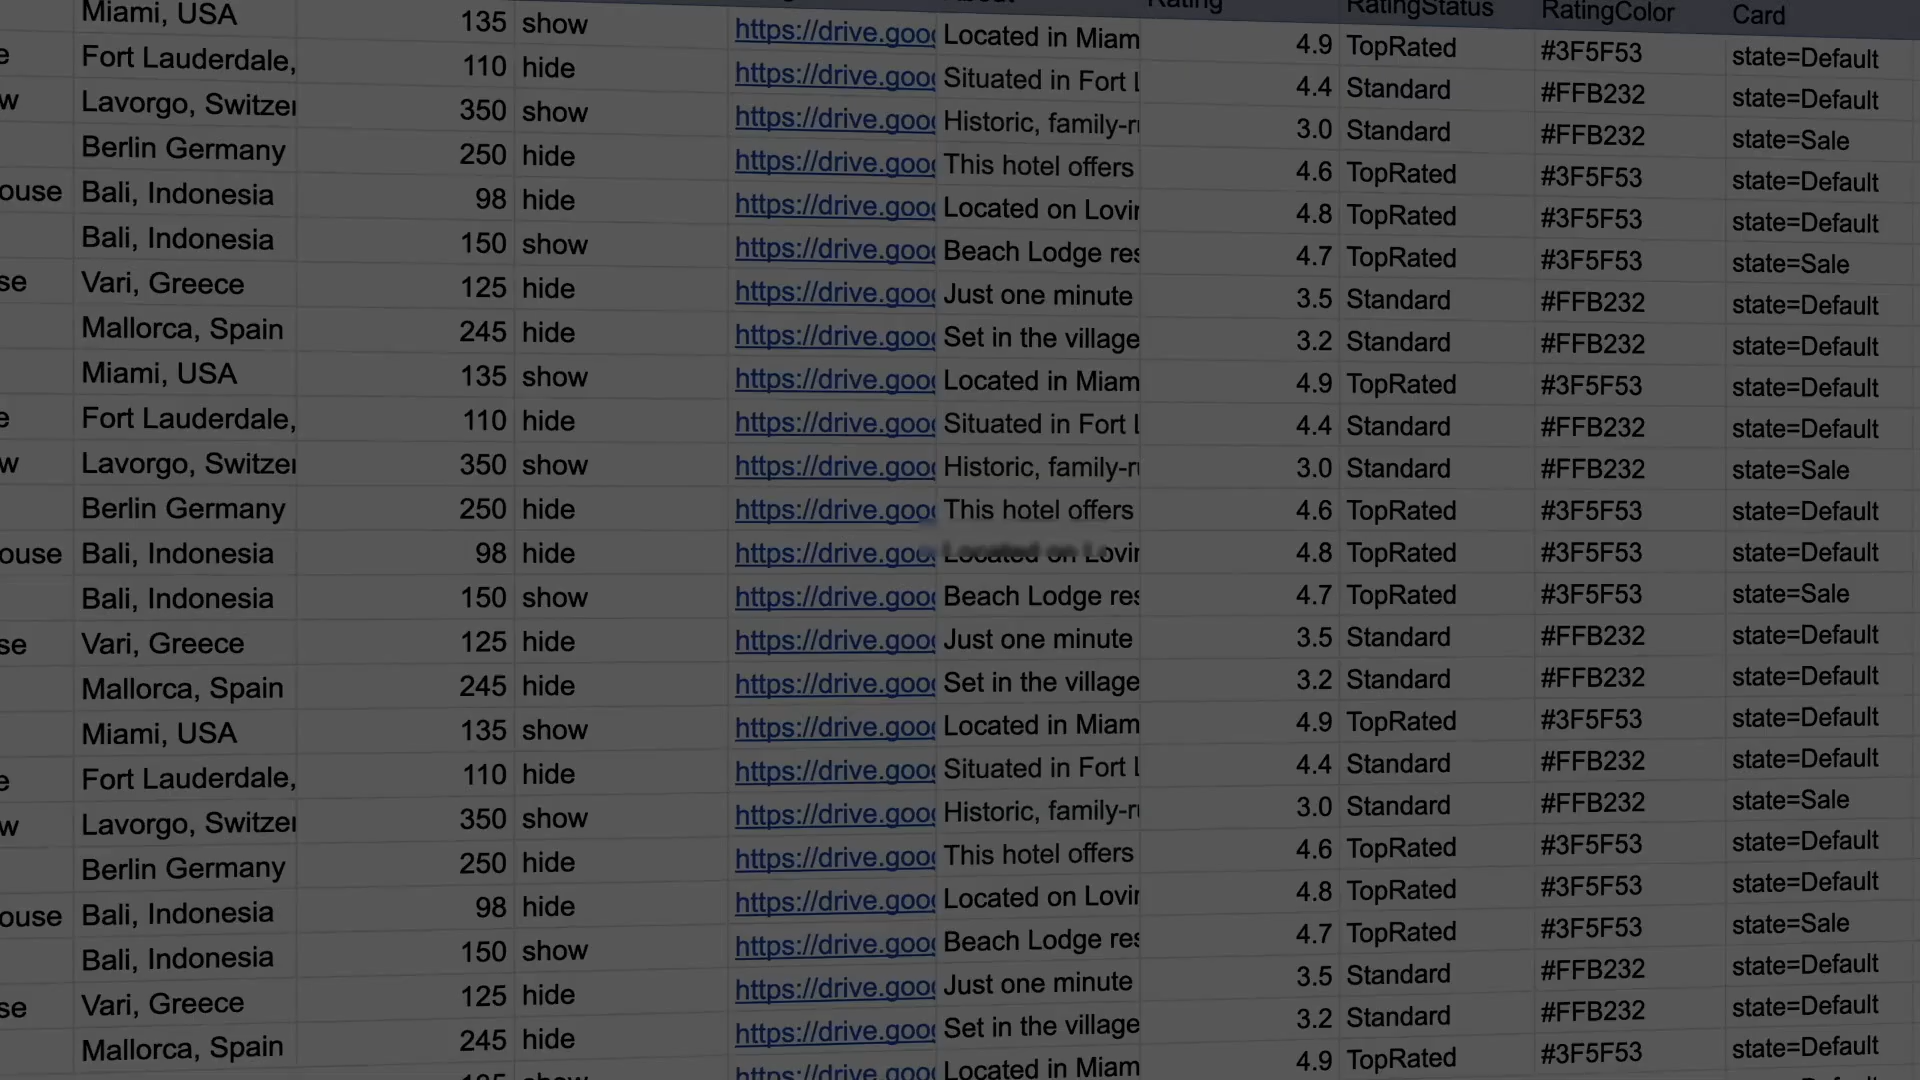 RatingStatus RatingColor Card
Miami, USA 135 show https://drive.goo Located in Miam 4.9 TopRated #3F5F53 state=Default
e Fort Lauderdale, 110 hide https://drive.goo Situated in Fort L 4.4 Standard #FFB232 state=Default
w Lavorgo, Switzer 350 show https://drive.goo Historic, family-r 3.0 Standard #FFB232 state=Sale
Berlin Germany 250 hide https://drive.goo This hotel offers 4.6 TopRated #3F5F53 state=Default
ouse Bali, Indonesia 98 hide https://drive.goo Located on Lovin 4.8 TopRated #3F5F53 state=Default
Bali, Indonesia 150 show https://drive.goo Beach Lodge res 4.7 TopRated #3F5F53 state=Sale
se Vari, Greece 125 hide https://drive.goo Just one minute 3.5 Standard #FFB232 state=Default
Mallorca, Spain 245 hide https://drive.goo Set in the village 3.2 Standard #FFB232 state=Default
Miami, USA 135 show https://drive.goo Located in Miam 4.9 TopRated #3F5F53 state=Default
e Fort Lauderdale, 110 hide https://drive.goo Situated in Fort L 4.4 Standard #FFB232 state=Default
w Lavorgo, Switzer 350 show https://drive.goo Historic, family-r 3.0 Standard #FFB232 state=Sale
Berlin Germany 250 hide https://drive.goo This hotel offers 4.6 TopRated #3F5F53 state=Default
ouse Bali, Indonesia 98 hide https://drive.goo Located on Lovin 4.8 TopRated #3F5F53 state=Default
Bali, Indonesia 150 show https://drive.goo Beach Lodge res 4.7 TopRated #3F5F53 state=Sale
se Vari, Greece 125 hide https://drive.goo Just one minute 3.5 Standard #FFB232 state=Default
Mallorca, Spain 245 hide https://drive.goo Set in the village 3.2 Standard #FFB232 state=Default
Miami, USA 135 show https://drive.goo Located in Miam 4.9 TopRated #3F5F53 state=Default
e Fort Lauderdale, 110 hide https://drive.goo Situated in Fort L 4.4 Standard #FFB232 state=Default
w Lavorgo, Switzer 350 show https://drive.goo Historic, family-r 3.0 Standard #FFB232 state=Sale
Berlin Germany 250 hide https://drive.goo This hotel offers 4.6 TopRated #3F5F53 state=Default
ouse Bali, Indonesia 98 hide https://drive.goo Located on Lovin 4.8 TopRated #3F5F53 state=Default
Bali, Indonesia 150 show https://drive.goo Beach Lodge res 4.7 TopRated #3F5F53 state=Sale
se Vari, Greece 125 hide https://drive.goo Just one minute 3.5 Standard #FFB232 state=Default
Mallorca, Spain 245 hide https://drive.goo Set in the village 3.2 Standard #FFB232 state=Default
Located in Miam 4.9 TopRated #3F5F53 state=Default